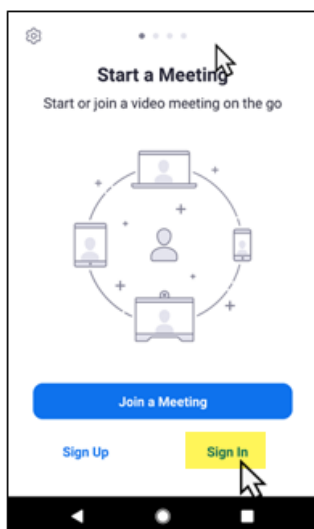 Start a Meeting
Start or join a video meeting on the go
Join a Meeting
Sign Up
Sign In